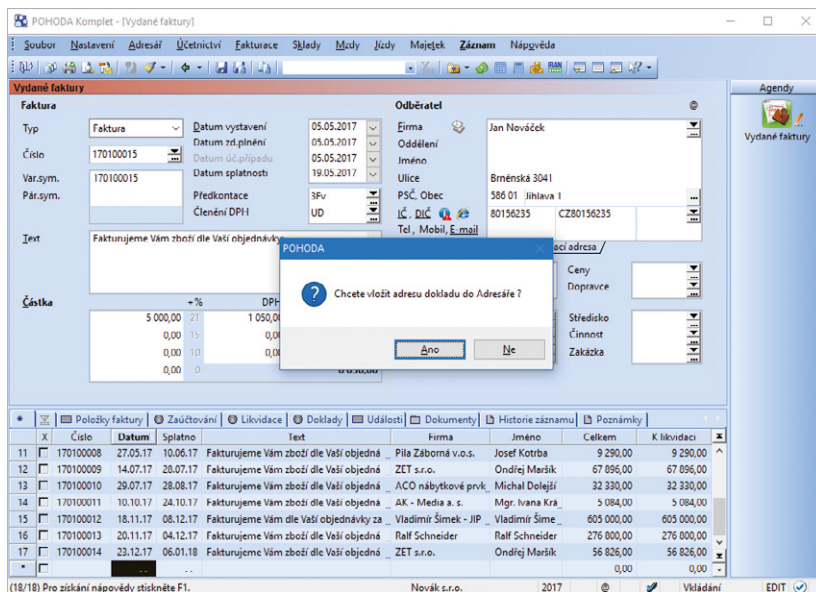 POHODA Komplet - [Vydané faktury]
Soubor Nastavení Adresář Účetnictví Fakturace Sklady Mzdy Jízdy Majetek Záznam Nápověda
IBAN
Vydané faktury
Agendy
Vydané faktury
Faktura
Typ Faktura
Číslo 170100015
Var.sym. 170100015
Pár.sym.
Datum vystavení 05.05.2017
Datum zd.plnění 05.05.2017
Datum úč.případu 05.05.2017
Datum splatnosti 19.05.2017
Předkontace 3Fv
Členění DPH UD
Odběratel @
Firma Jan Nováček
Oddělení
Jméno
Ulice Brněnská 3041
PSČ, Obec 586 01 Jihlava 1
IČ, DIČ 80156235 CZ80156235
Tel, Mobil, E-mail
ací adresa
Text Fakturujeme Vám zboží dle Vaší objednávky
Ceny
Dopravce
Středisko
Činnost
Zakázka
Částka +% DPH
5 000,00 21 1 050,00
0,00 15 0,00
0,00 10 0,00
0,00 0
POHODA
Chcete vložit adresu dokladu do Adresáře ?
Ano Ne
* Položky faktury Zaúčtování Likvidace Doklady Události Dokumenty Historie záznamu Poznámky
X Číslo Datum Splatno Text Firma Jméno Celkem K likvidaci
11 170100008 27.05.17 10.06.17 Fakturujeme Vám zboží dle Vaší objedná _ Pila Záborná v.o.s. Josef Kotrba 9 290,00 9 290,00
12 170100009 14.07.17 28.07.17 Fakturujeme Vám zboží dle Vaší objedná _ ZET s.r.o. Ondřej Maršík 67 896,00 67 896,00
13 170100010 29.07.17 28.08.17 Fakturujeme Vám zboží dle Vaší objedná _ ACO nábytkové prvk_ Michal Dolejší 32 330,00 32 330,00
14 170100011 10.10.17 24.10.17 Fakturujeme Vám zboží dle Vaší objedná _ AK - Media a. s. Mgr. Ivana Krá_ 5 084,00 5 084,00
15 170100012 18.11.17 08.12.17 Fakturujeme Vám dle Vaší objednávky za _ Vladimír Šimek - JIP _ Vladimír Šime_ 605 000,00 605 000,00
16 170100013 20.11.17 04.12.17 Fakturujeme Vám zboží dle Vaší objedná _ Ralf Schneider Ralf Schneider 276 800,00 276 800,00
17 170100014 23.12.17 06.01.18 Fakturujeme Vám zboží dle Vaší objedná _ ZET s.r.o. Ondřej Maršík 56 826,00 56 826,00
* . . . . 0,00 0,00
(18/18) Pro získání nápovědy stiskněte F1. Novák s.r.o. 2017 @ Vkládání EDIT